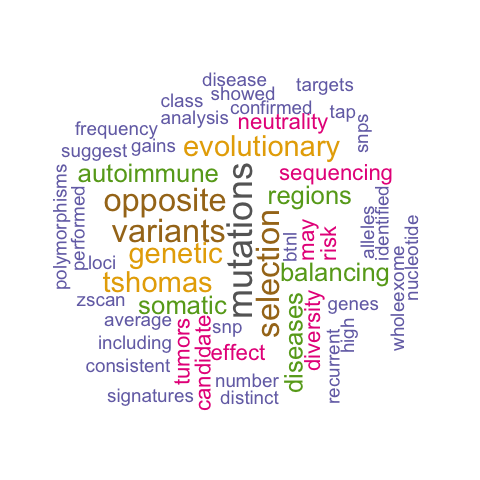 disease
showed
targets
class
confirmed
tap
analysis
neutrality
snps
frequency
suggest
gains
evolutionary
autoimmune
sequencing
polymorphisms
performed
opposite
mutations
regions
variants
selection
btnl
may
risk
alleles
identified
wholeexome
nucleotide
genetic
loci
balancing
tshomas
zscan
somatic
diseases
diversity
genes
average
tumors
candidate
snp
recurrent
high
including
effect
consistent
number
signatures
distinct